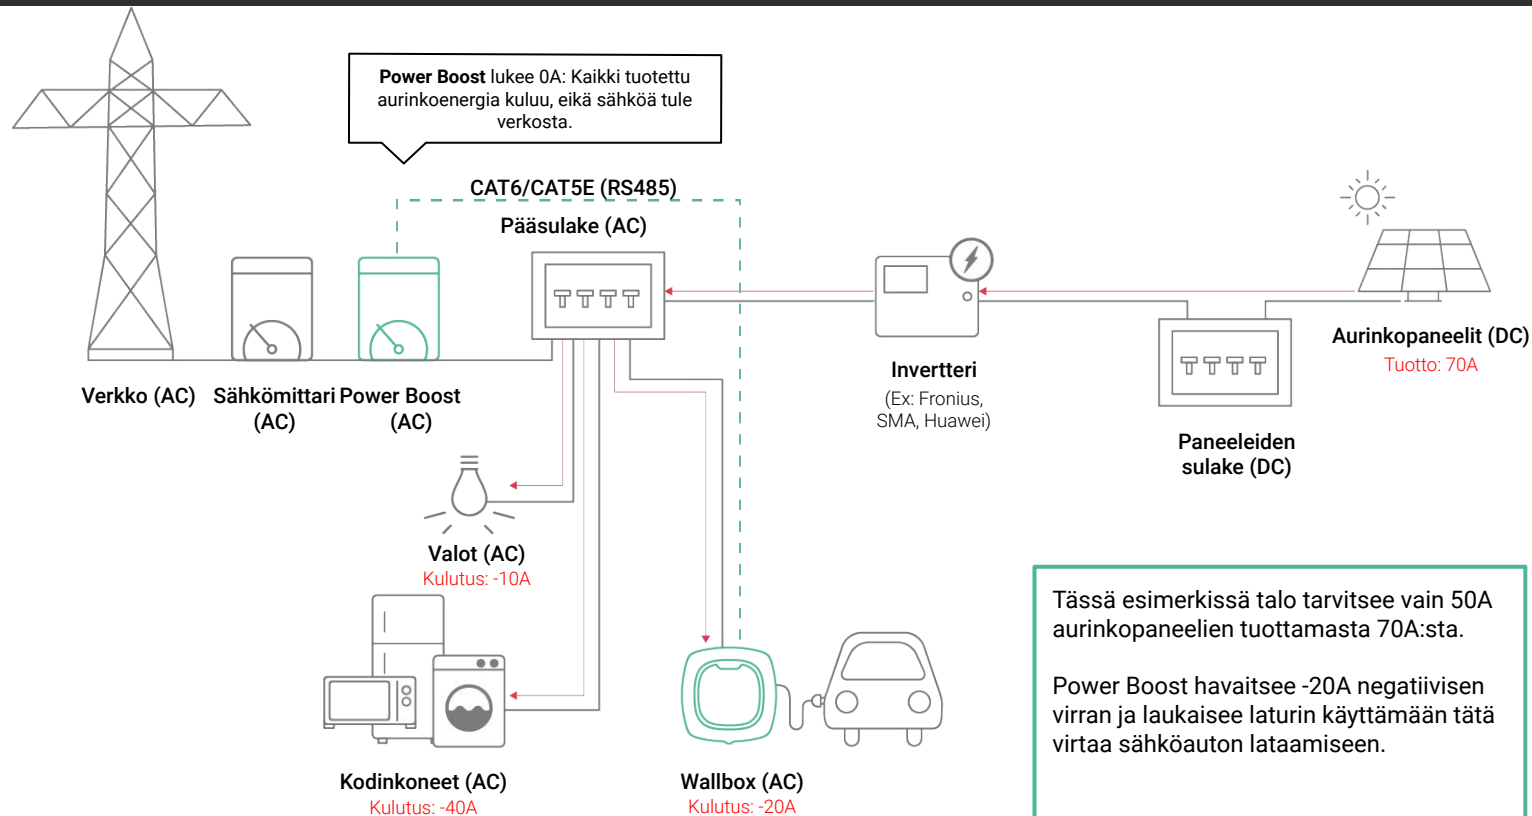 Power Boost lukee 0A: Kaikki tuotettu
aurinkoenergia kuluu, eikä sähköä tule
verkosta.
CAT6/CAT5E (RS485)
Pääsulake (AC)
Verkko (AC)
Sähkömittari
(AC)
Power Boost
(AC)
Invertteri
(Ex: Fronius,
SMA, Huawei)
Aurinkopaneelit (DC)
Tuotto: 70A
Paneeleiden
sulake (DC)
Valot (AC)
Kulutus: -10A
Kodinkoneet (AC)
Kulutus: -40A
Wallbox (AC)
Kulutus: -20A
Tässä esimerkissä talo tarvitsee vain 50A
aurinkopaneelien tuottamasta 70A:sta.
Power Boost havaitsee -20A negatiivisen
virran ja laukaisee laturin käyttämään tätä
virtaa sähköauton lataamiseen.